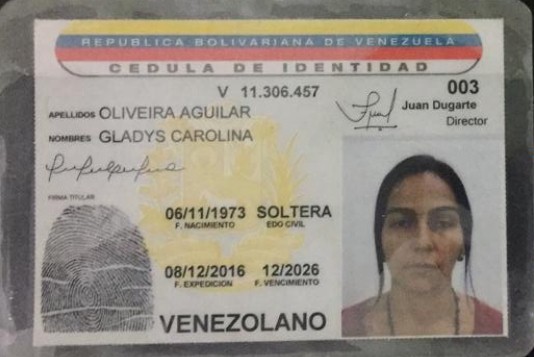 REPUBLICA BOLIVARIANA DE VENEZUELA
CEDULA DE IDENTIDAD
V 11.306.457
003
APELLIDOS OLIVEIRA AGUILAR
Juan Dugarte
Director
NOMBRES GLADYS CAROLINA
FIRMA TITULAR
06/11/1973 SOLTERA
F. NACIMIENTO EDO CIVIL
08/12/2016 12/2026
F. EXPEDICION F. VENCIMIENTO
VENEZOLANO